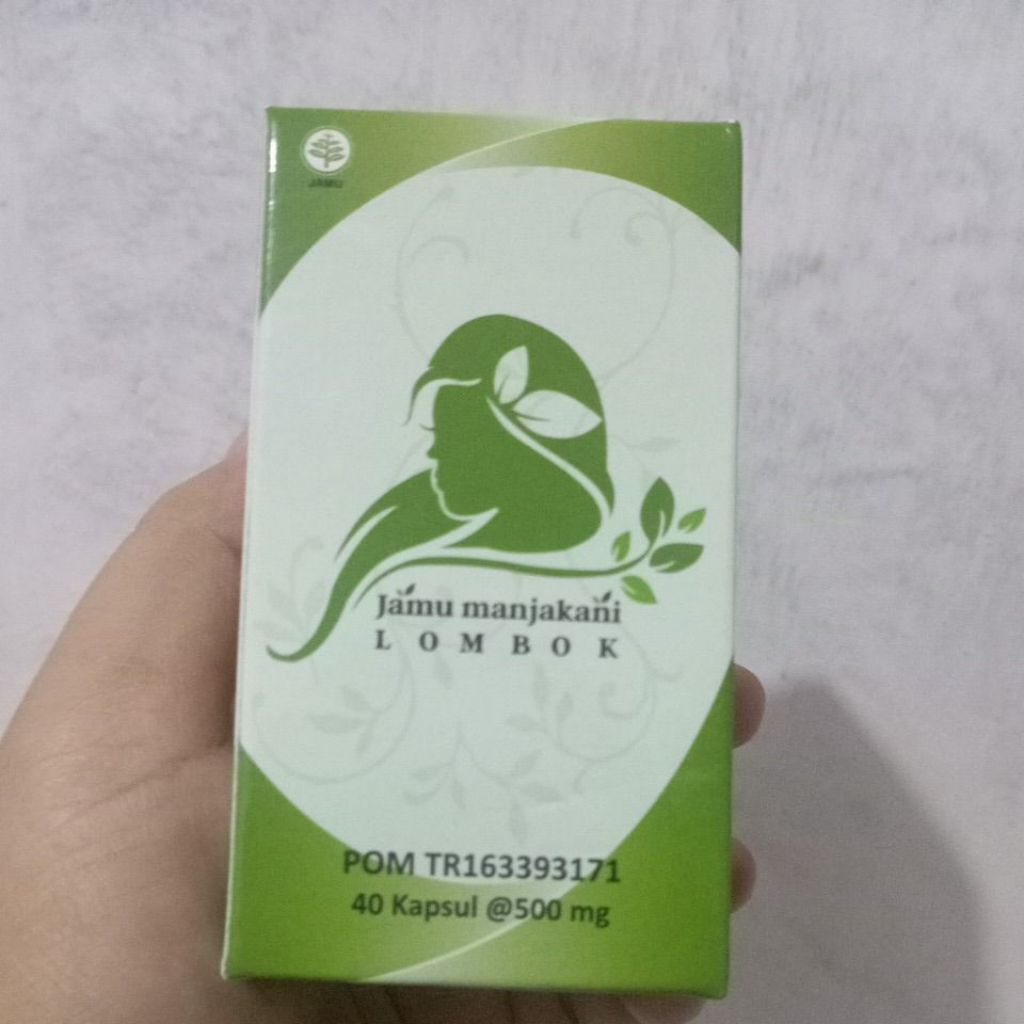 JAMU
Jamu manjakani
LOMBOK
POM TR163393171
40 Kapsul @500 mg